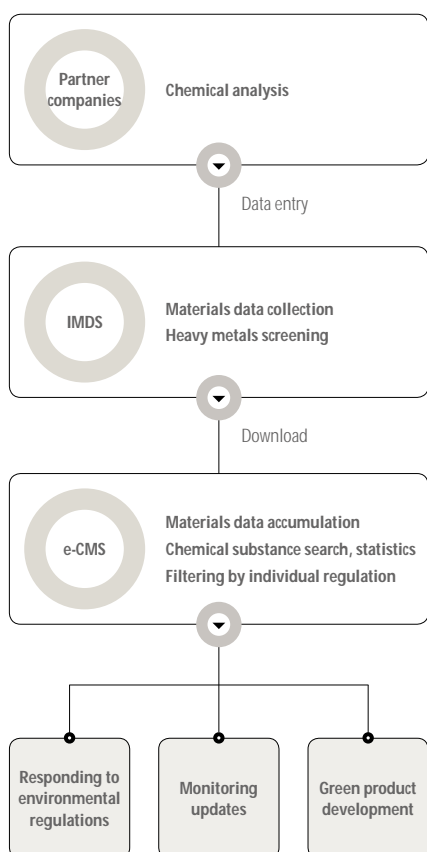 Partner
companies
Chemical analysis
Data entry
IMDS
Materials data collection
Heavy metals screening
Download
e-CMS
Materials data accumulation
Chemical substance search, statistics
Filtering by individual regulation
Responding to
environmental
regulations
Monitoring
updates
Green product
development